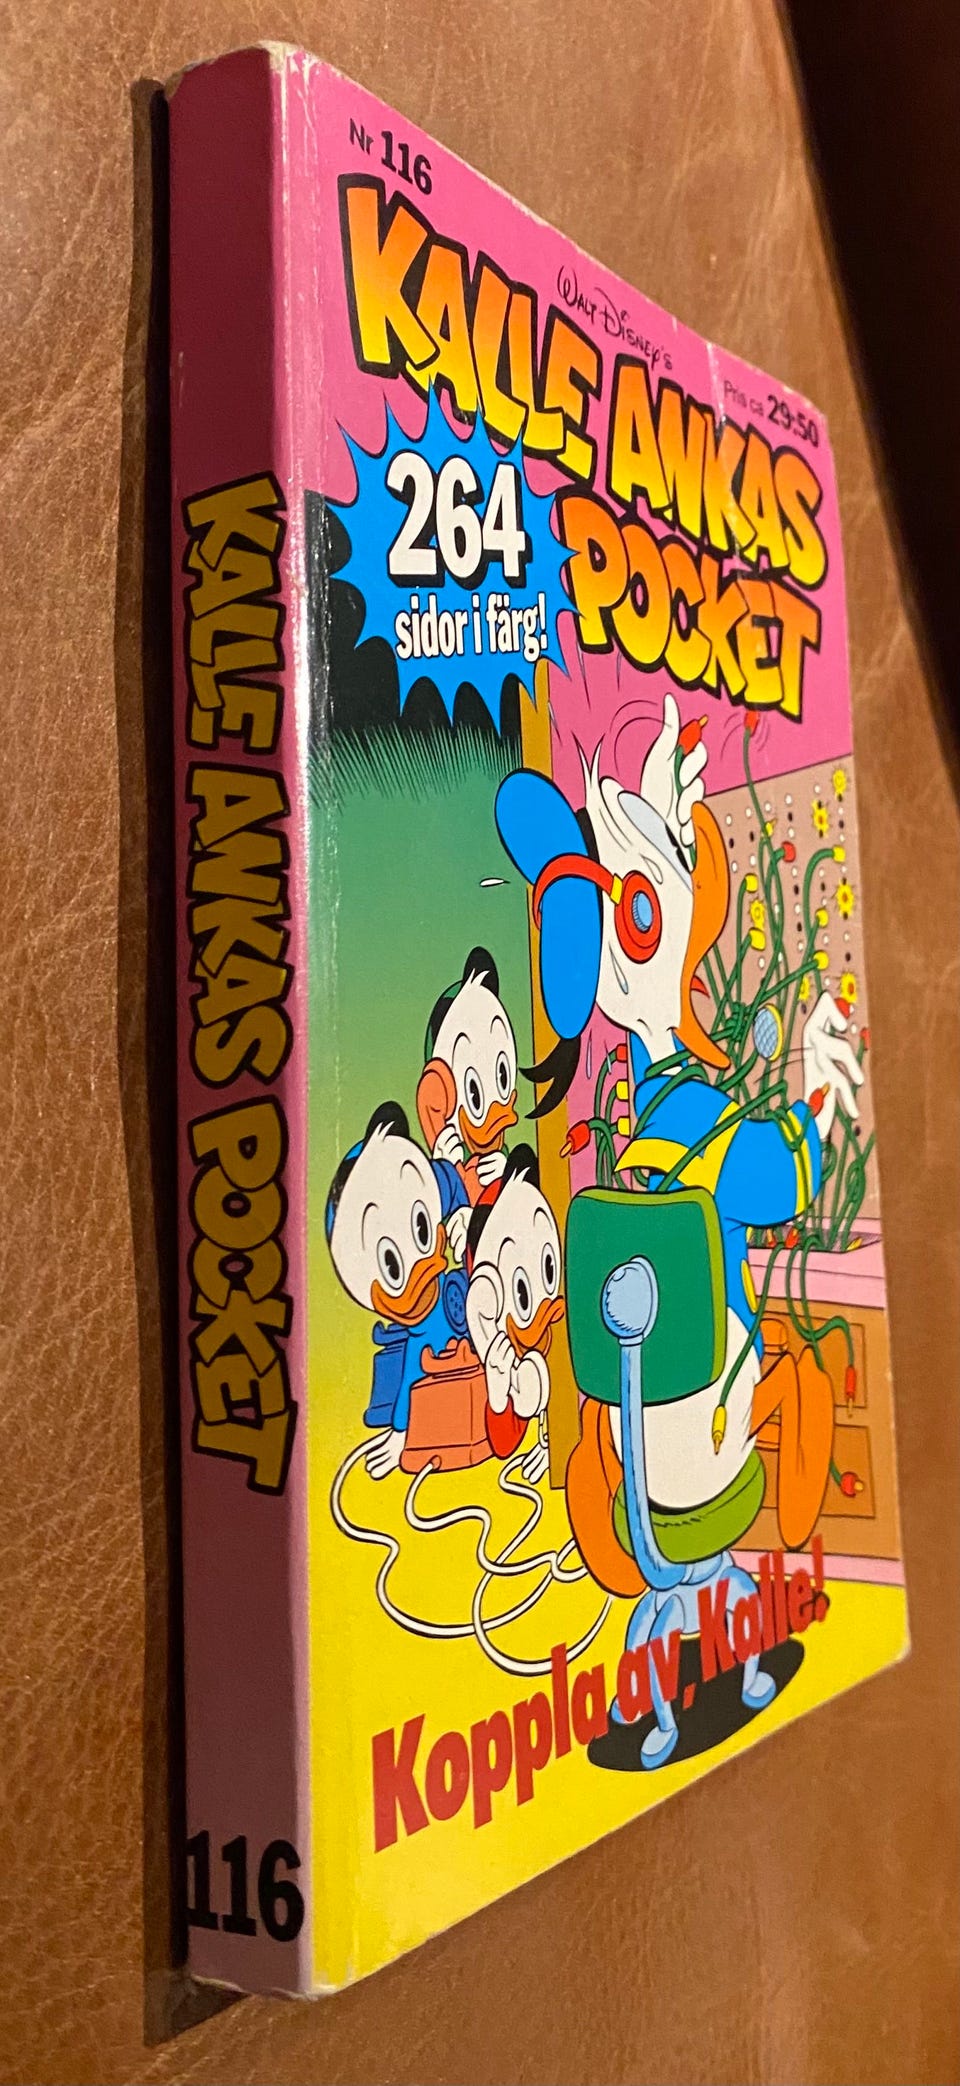 Nr 116
WALT DISNEY'S
Pris ca 29:50
KALLE ANKAS
POCKET
264
sidor i färg!
Koppla av, Kalle!
KALLE ANKAS POCKET
116